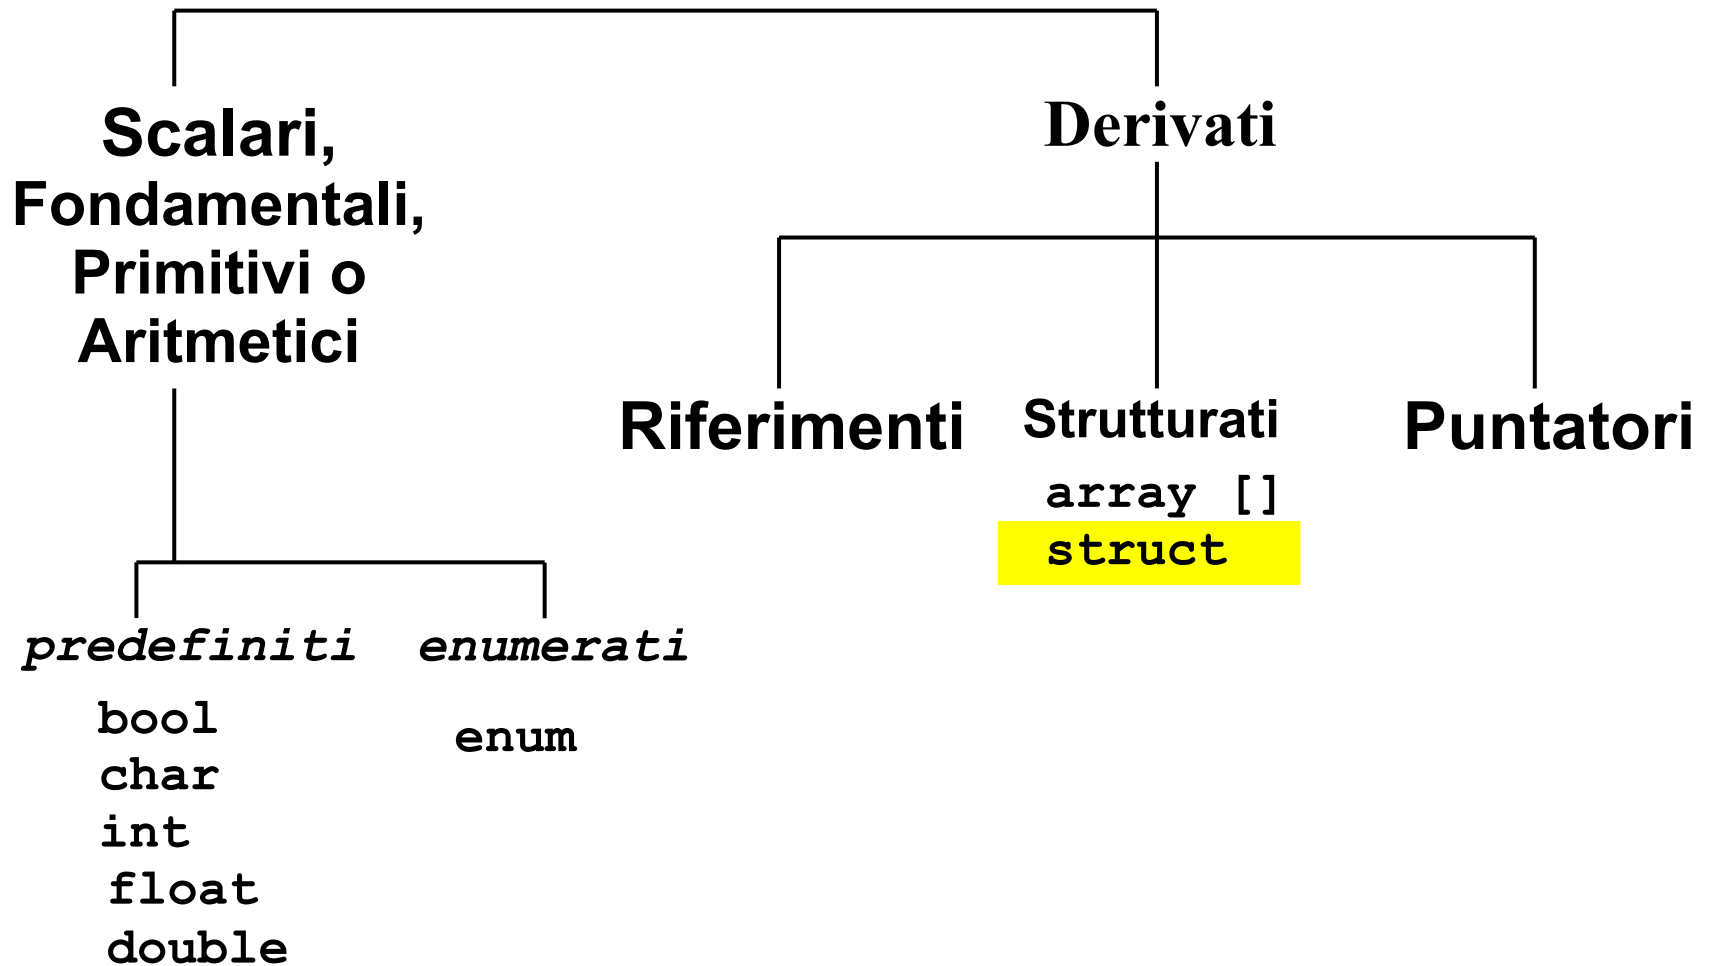 Scalari,
Fondamentali,
Primitivi o
Aritmetici
Derivati
Riferimenti
Strutturati
array []
struct
Puntatori
predefiniti
bool
char
int
float
double
enumerati
enum